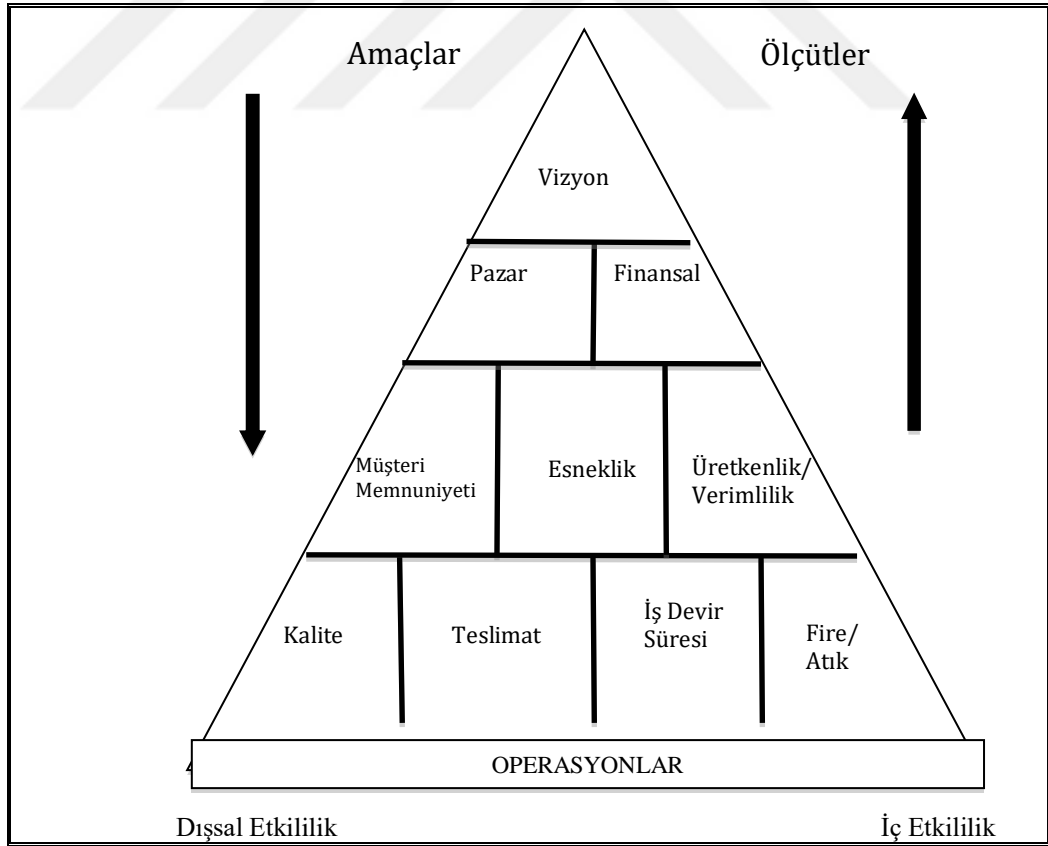 Amaçlar
Ölçütler
Vizyon
Pazar
Finansal
Müşteri
Memnuniyeti
Esneklik
Üretkenlik/
Verimlilik
Kalite
Teslimat
İş Devir
Süresi
Fire/
Atık
OPERASYONLAR
Dışsal Etkililik
İç Etkililik